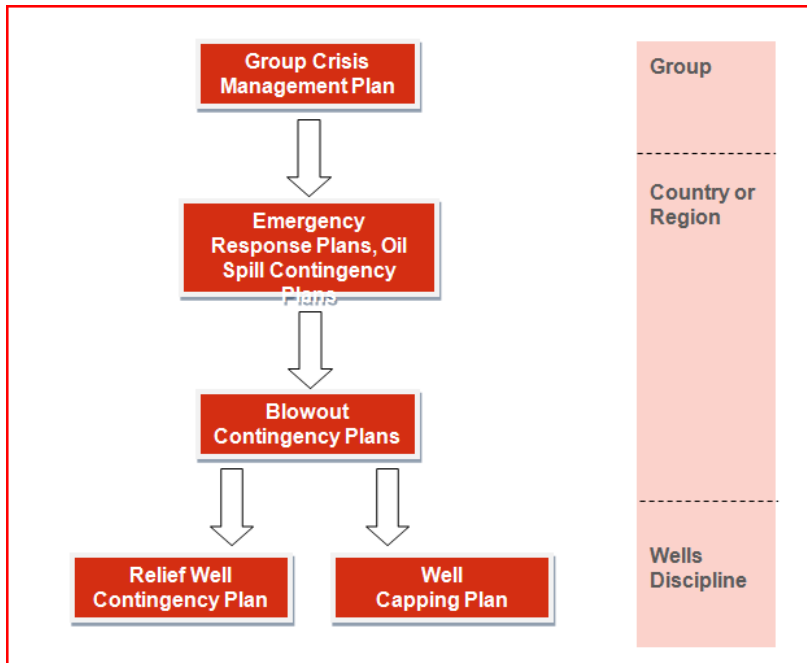 Group Crisis
Management Plan
Group
Emergency
Response Plans, Oil
Spill Contingency
Plans
Country or
Region
Blowout
Contingency Plans
Relief Well
Contingency Plan
Well
Capping Plan
Wells
Discipline